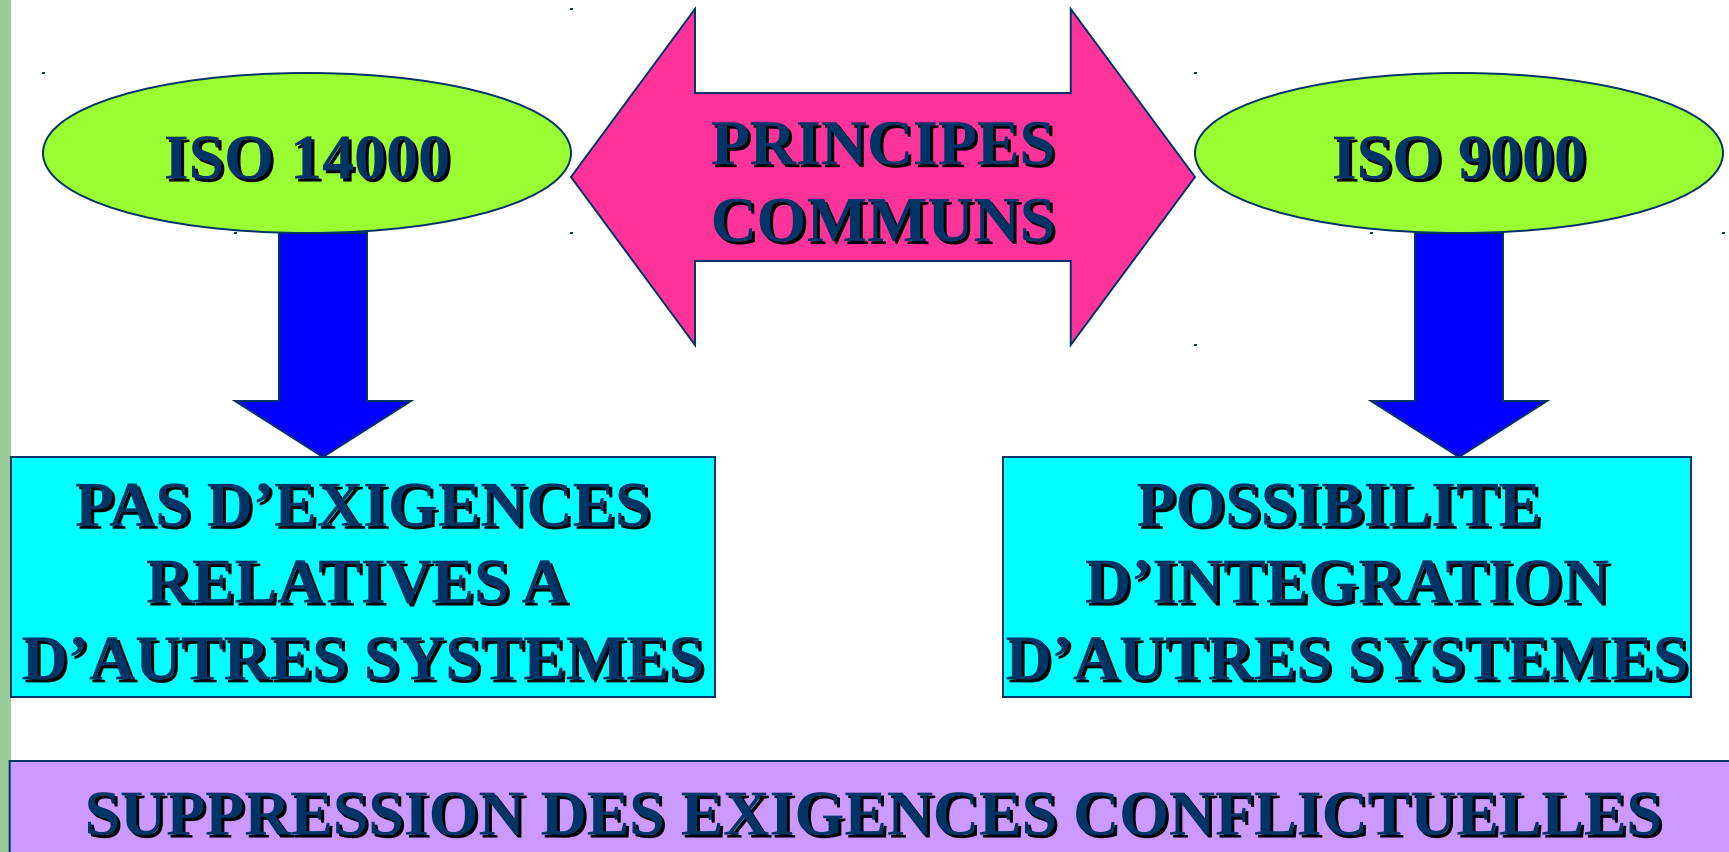 ISO 14000
PRINCIPES
COMMUNS
ISO 9000
PAS D’EXIGENCES
RELATIVES A
D’AUTRES SYSTEMES
POSSIBILITE
D’INTEGRATION
D’AUTRES SYSTEMES
SUPPRESSION DES EXIGENCES CONFLICTUELLES